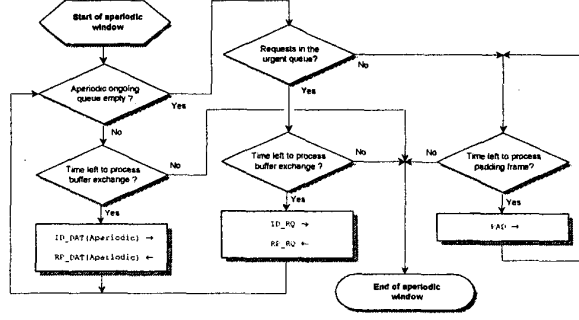 Start of aperiodic
window
Aperiodic ongoing
queue empty ?
Yes
No
Time left to process
buffer exchange ?
No
Yes
ID_DAT(Aperiodic) →
RP_DAT(Aperiodic) ←
Requests in the
urgent queue?
No
Yes
Time left to process
buffer exchange ?
No
Yes
ID_RQ →
RP_RQ ←
No
Time left to process
padding frame?
Yes
PAD →
End of aperiodic
window